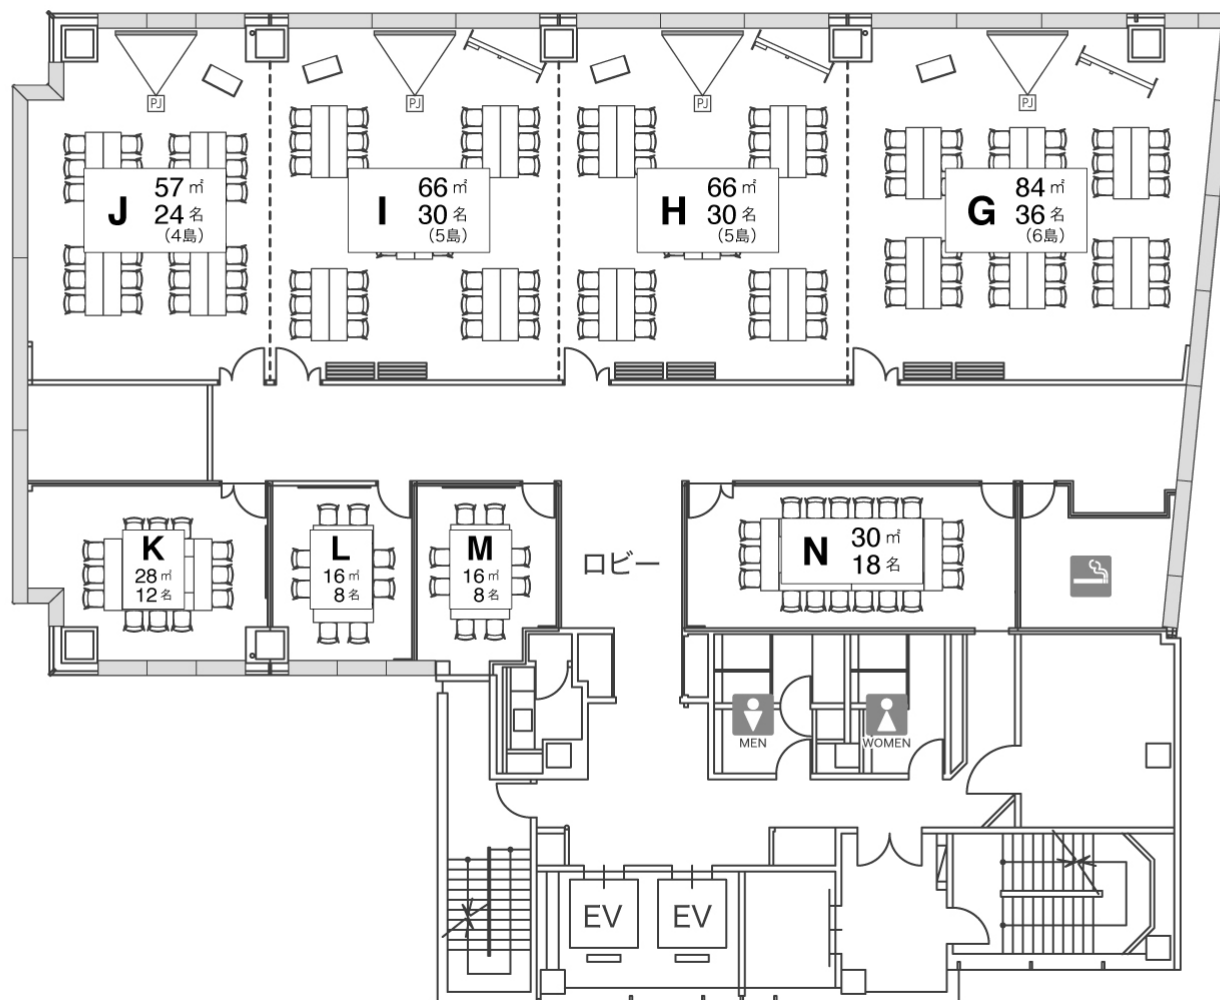 PJ
PJ
PJ
PJ
J 57㎡
24名
(4島)
I 66㎡
30名
(5島)
H 66㎡
30名
(5島)
G 84㎡
36名
(6島)
K
28㎡
12名
L
16㎡
8名
M
16㎡
8名
ロビー
N 30㎡
18名
MEN
WOMEN
EV
EV